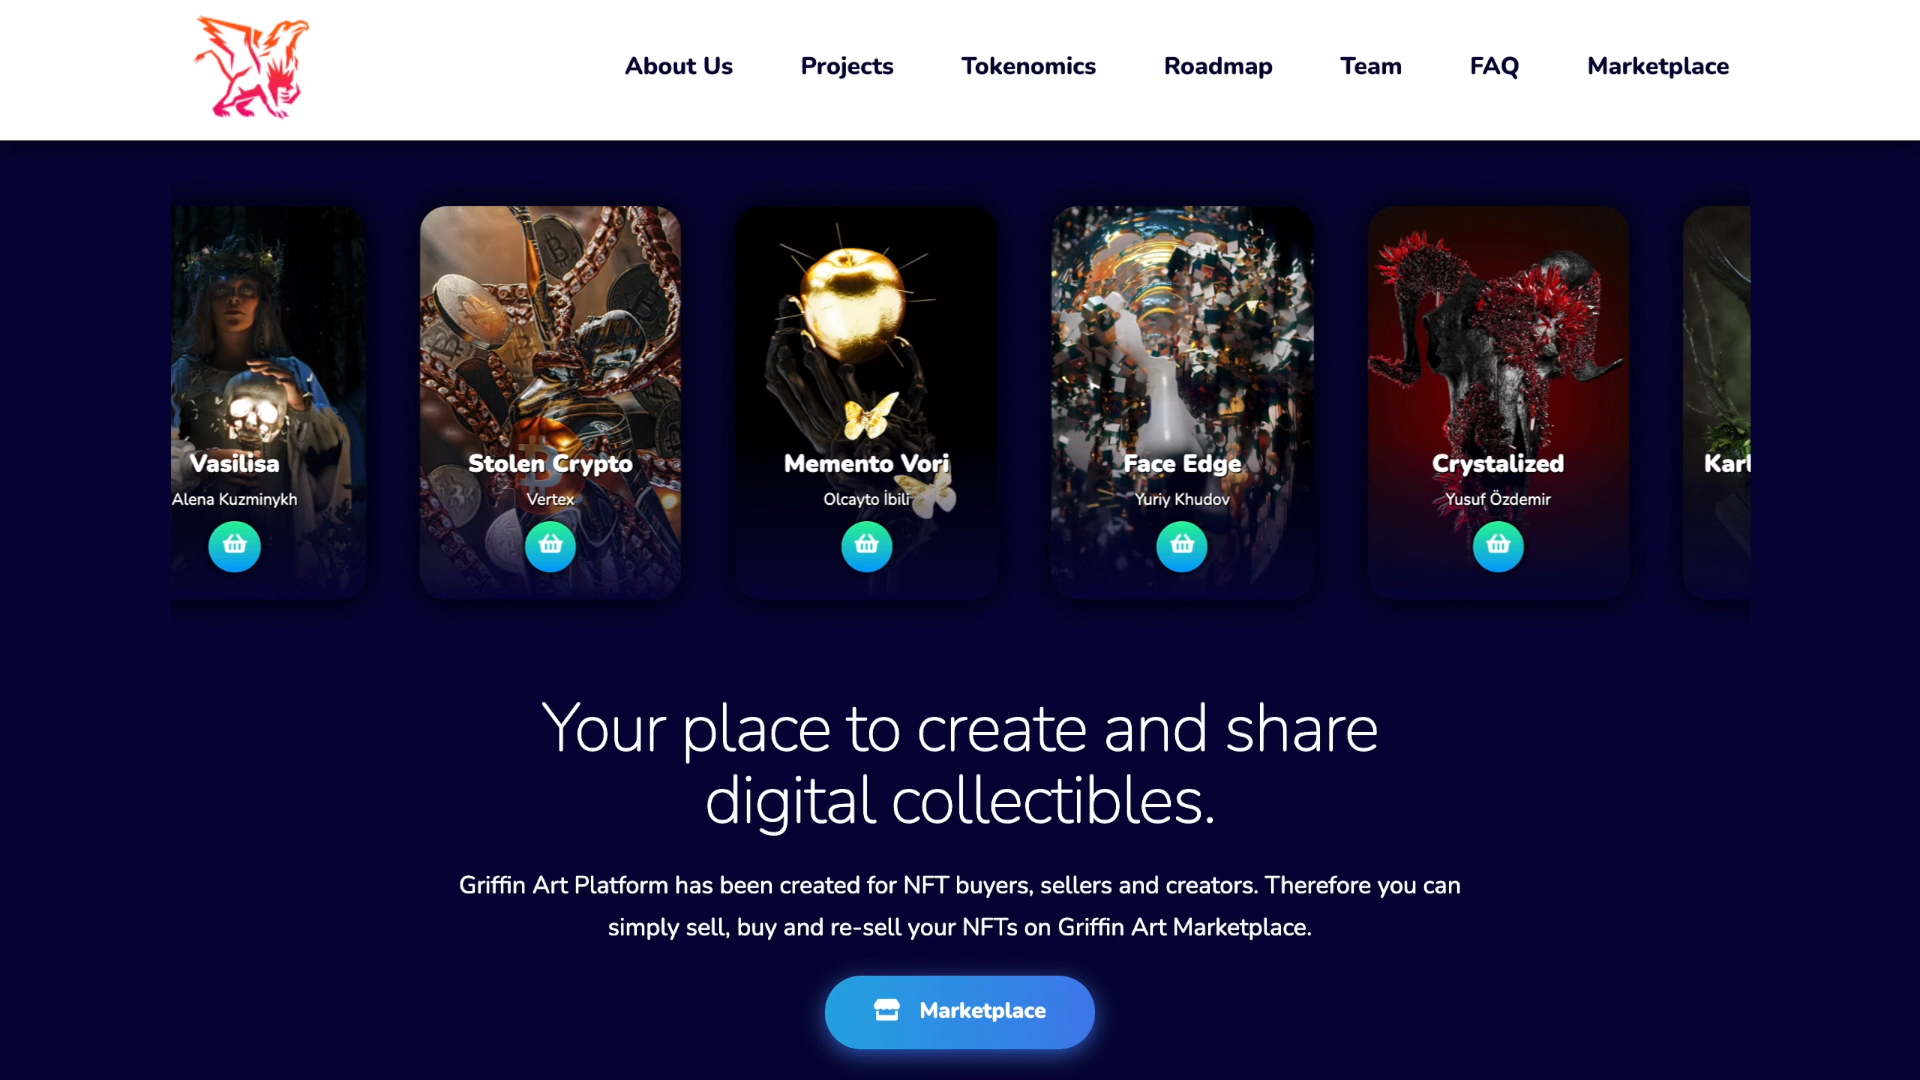 About Us
Projects
Tokenomics
Roadmap
Team
FAQ
Marketplace
Vasilisa
Alena Kuzminykh
Stolen Crypto
Vertex
Memento Vori
Olcayto İbili
Face Edge
Yuriy Khudov
Crystalized
Yusuf Özdemir
Your place to create and share
digital collectibles.
Griffin Art Platform has been created for NFT buyers, sellers and creators. Therefore you can
simply sell, buy and re-sell your NFTs on Griffin Art Marketplace.
Marketplace